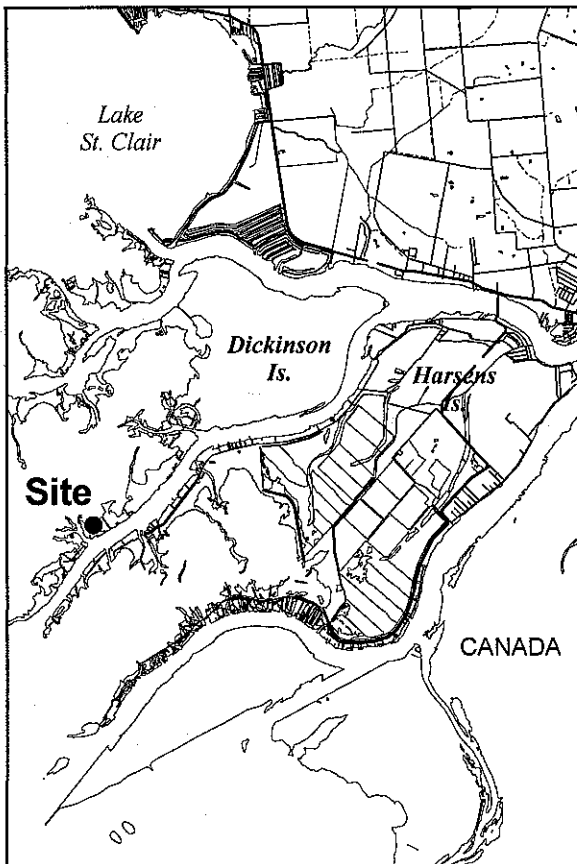 Lake
St. Clair
Dickinson
Is.
Harsens
Is.
Site
CANADA